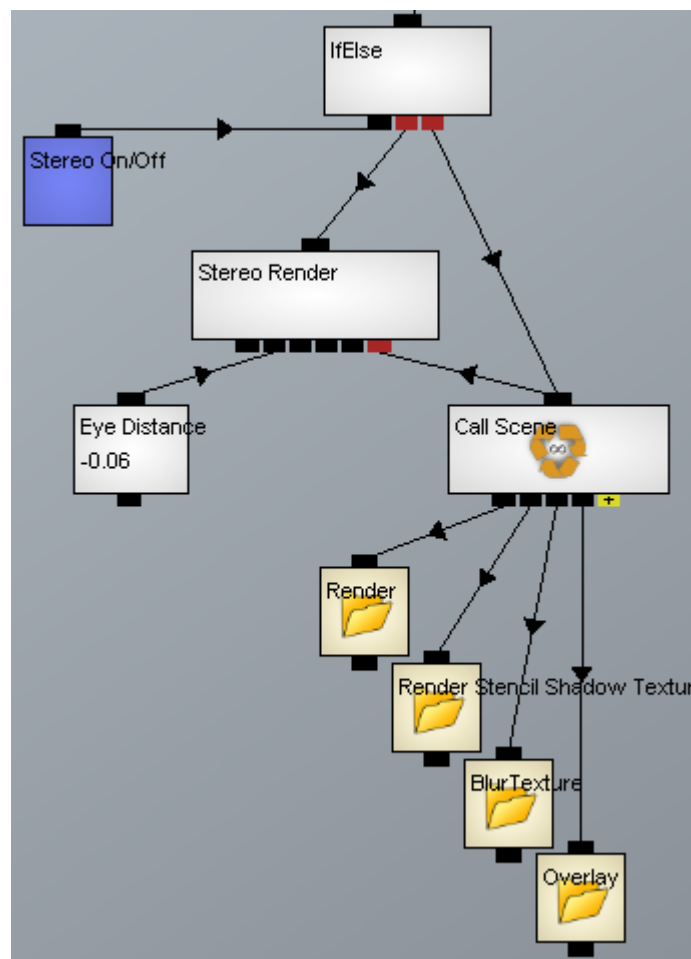 IfElse
Stereo On/Off
Stereo Render
Eye Distance
-0.06
Call Scene
+
Render
Render Stencil Shadow Textur
BlurTexture
Overlay